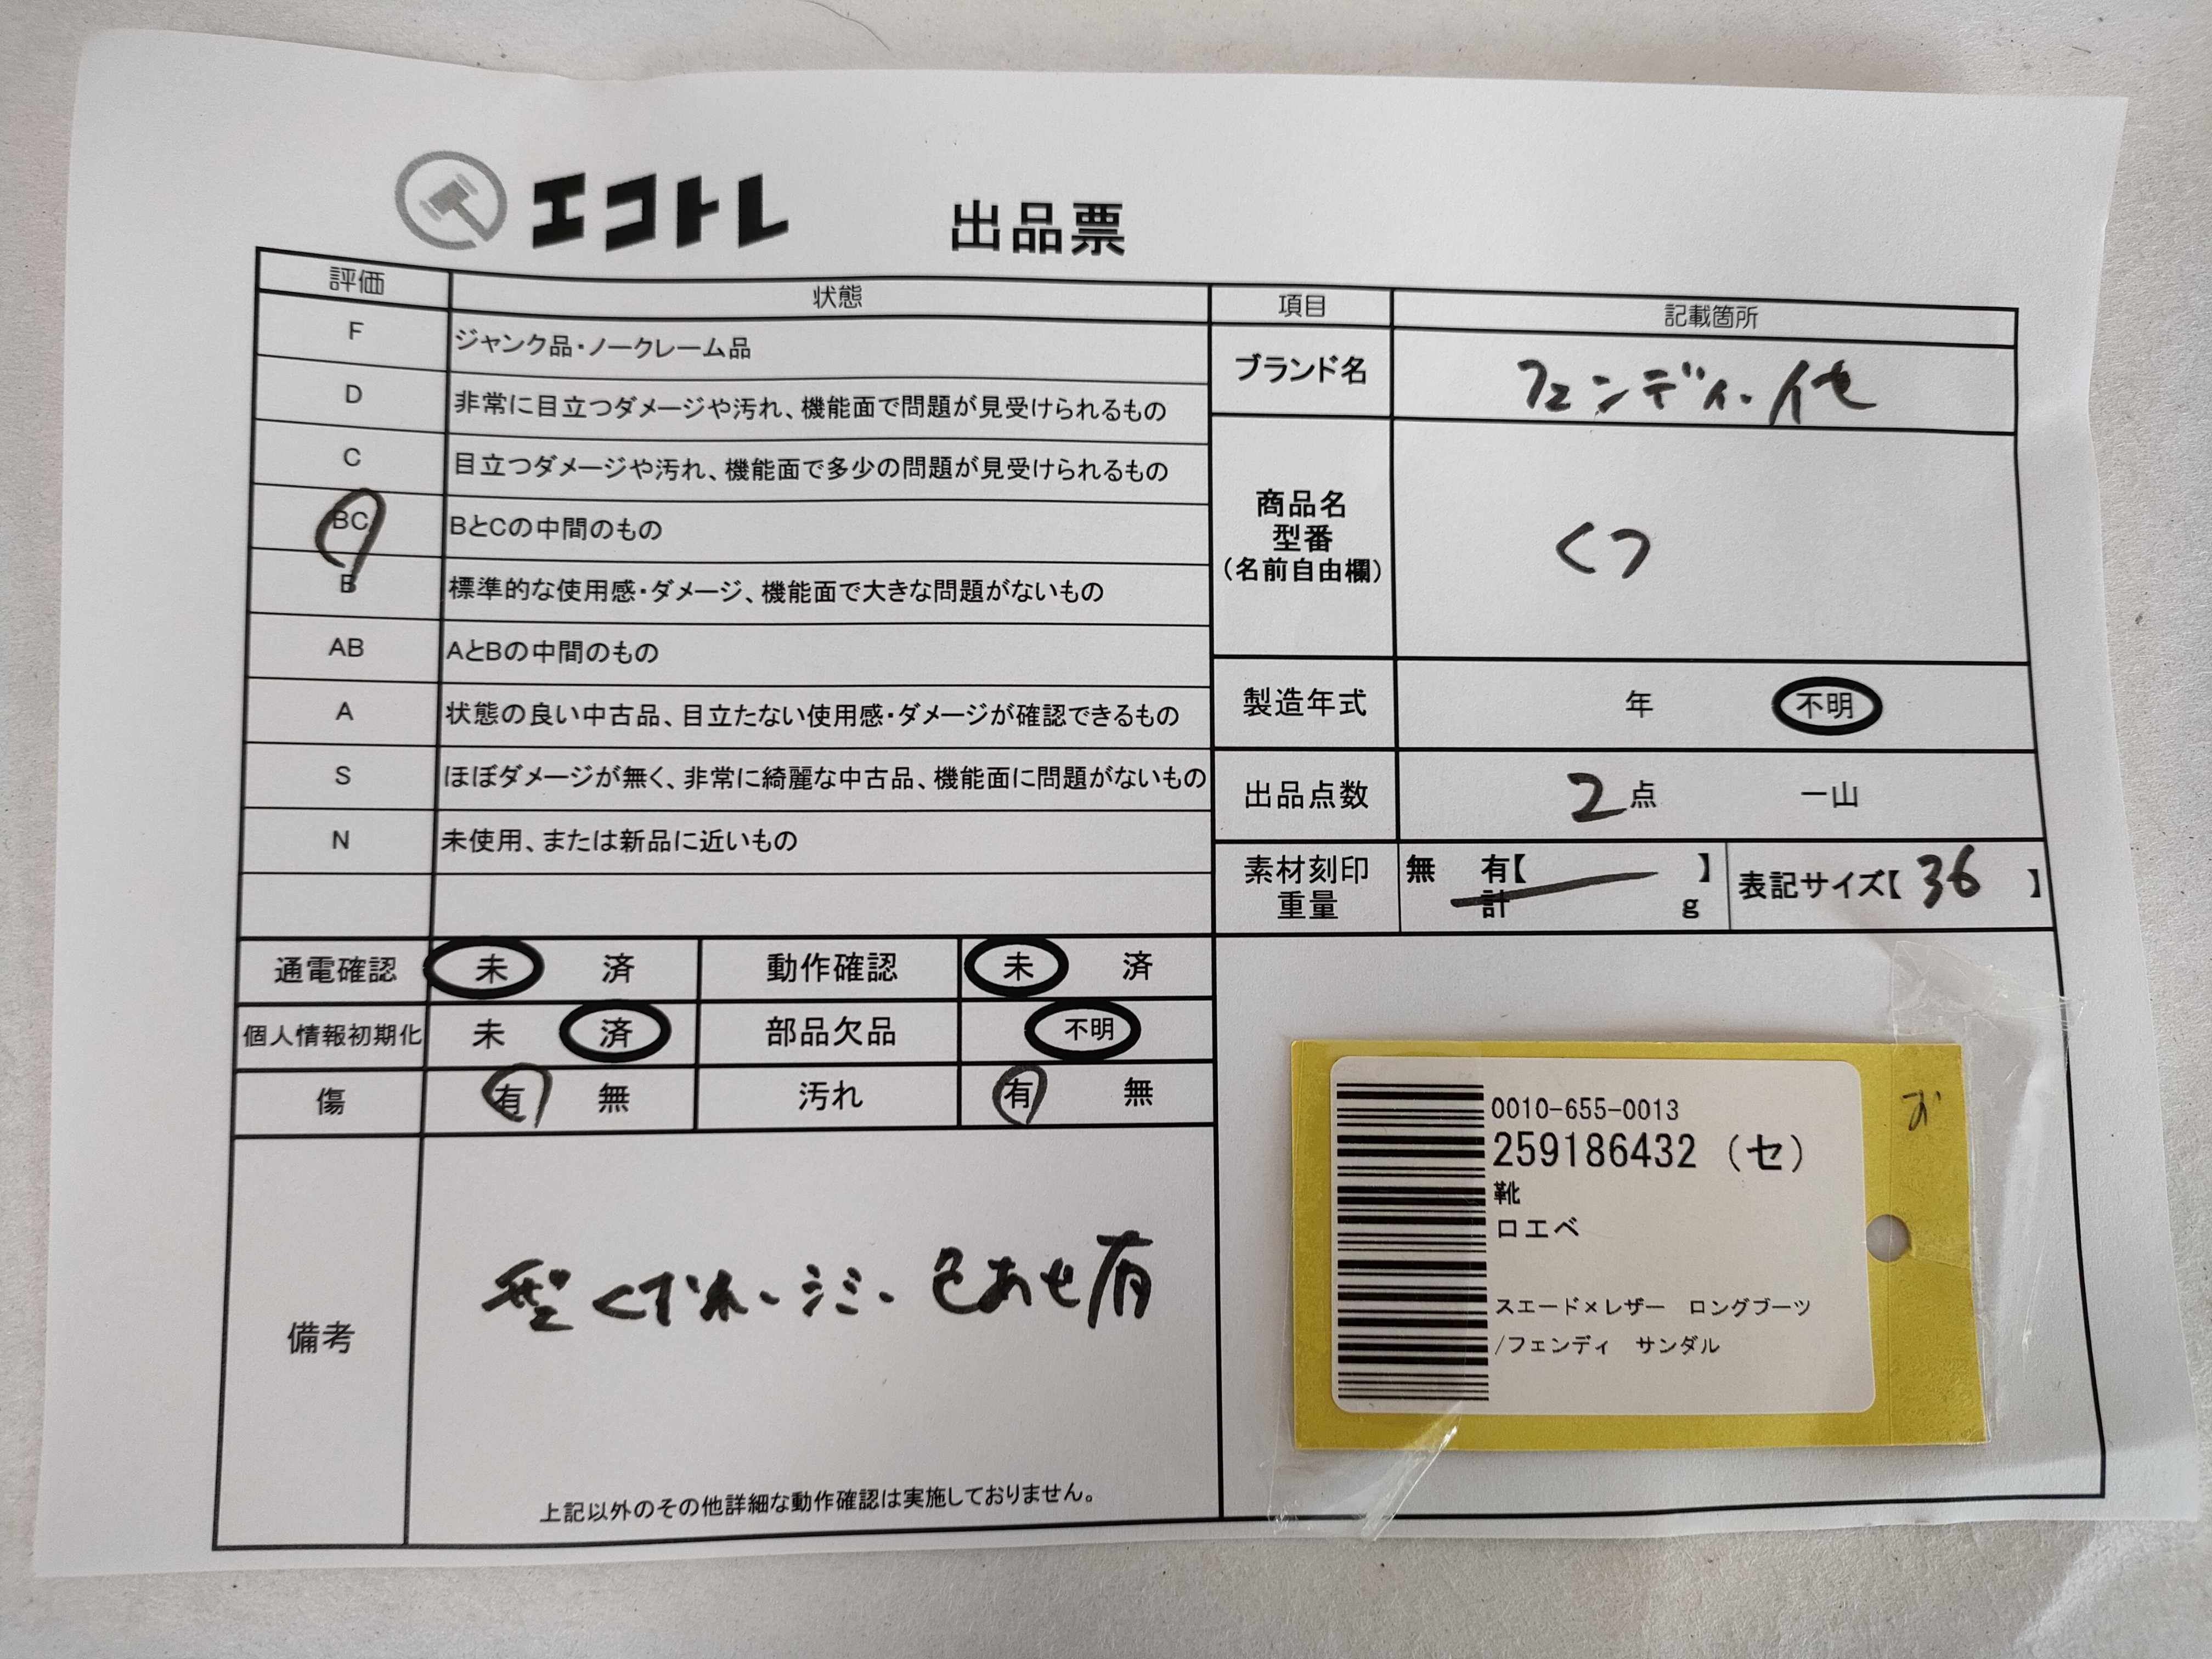 エコトレ 出品票
評価 状態 項目 記載箇所
F ジャンク品・ノークレーム品
D 非常に目立つダメージや汚れ、機能面で問題が見受けられるもの
C 目立つダメージや汚れ、機能面で多少の問題が見受けられるもの
BC BとCの中間のもの
B 標準的な使用感・ダメージ、機能面で大きな問題がないもの
AB AとBの中間のもの
A 状態の良い中古品、目立たない使用感・ダメージが確認できるもの
S ほぼダメージが無く、非常に綺麗な中古品、機能面に問題がないもの
N 未使用、または新品に近いもの
ブランド名 フェンディ、他
商品名
型番
(名前自由欄)
くつ
製造年式 年 不明
出品点数 2点 一山
素材刻印 無 有【 】
重量 計 g
表記サイズ【 36 】
通電確認 未 済 動作確認 未 済
個人情報初期化 未 済 部品欠品 不明
傷 有 無 汚れ 有 無
備考
型くずれ、シミ、色あせ有
上記以外のその他詳細な動作確認は実施しておりません。
0010-655-0013
259186432 (セ)
靴
ロエベ
スエード×レザー ロングブーツ
/フェンディ サンダル